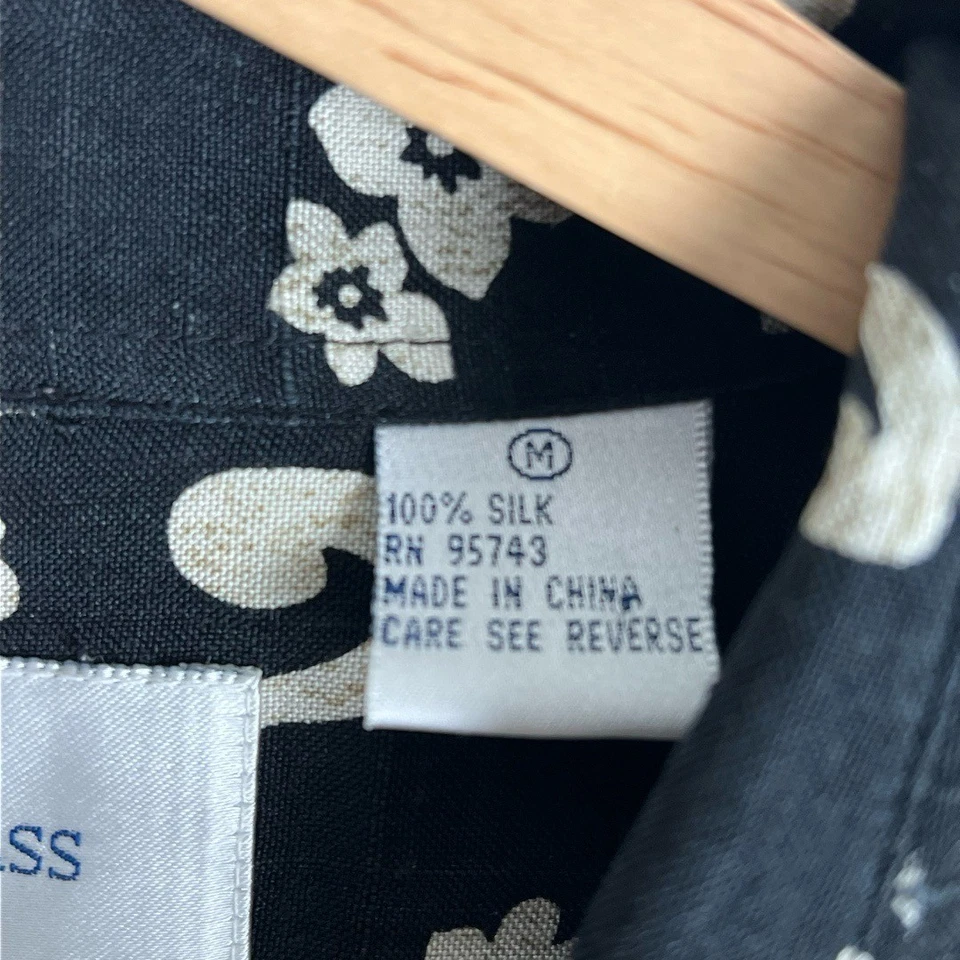 M
100% SILK
RN 95743
MADE IN CHINA
CARE SEE REVERSE
ss